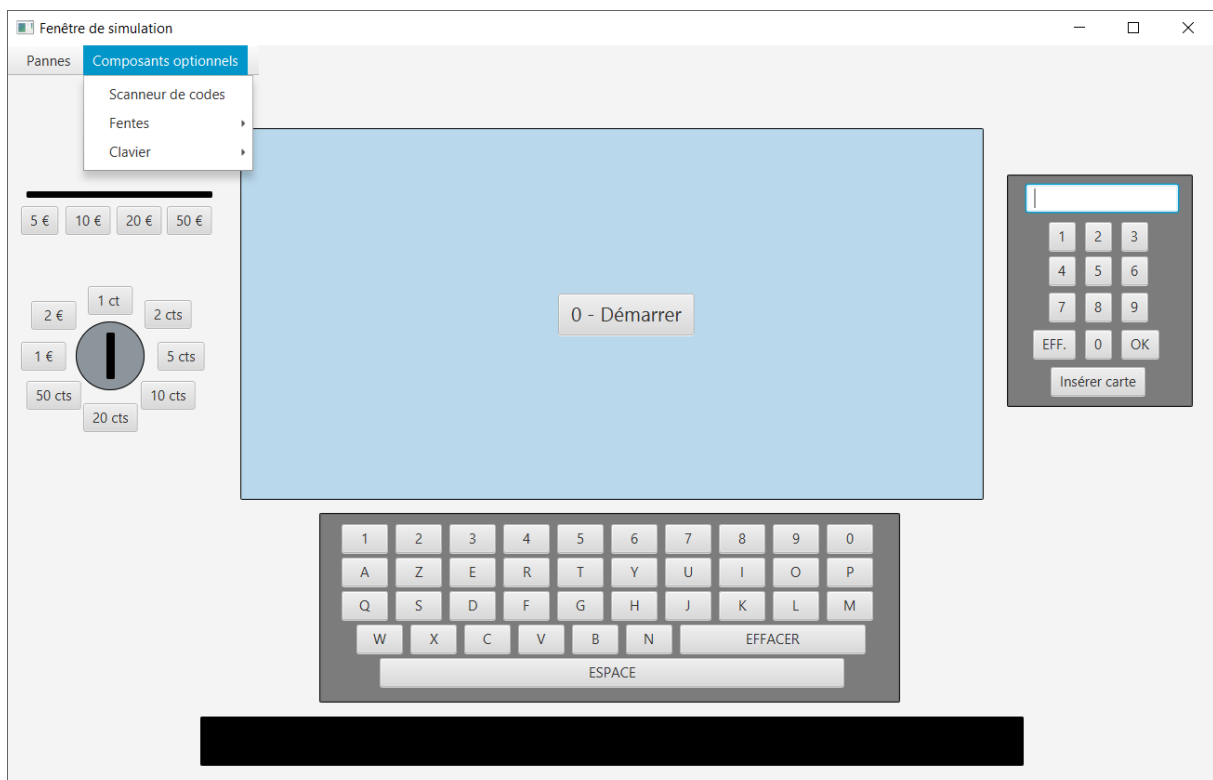 Fenêtre de simulation
Pannes Composants optionnels
Scanneur de codes
Fentes
Clavier
5 € 10 € 20 € 50 €
1 ct
2 € 2 cts
1 € 5 cts
50 cts 10 cts
20 cts
0 - Démarrer
1 2 3
4 5 6
7 8 9
EFF. 0 OK
Insérer carte
1 2 3 4 5 6 7 8 9 0
A Z E R T Y U I O P
Q S D F G H J K L M
W X C V B N EFFACER
ESPACE